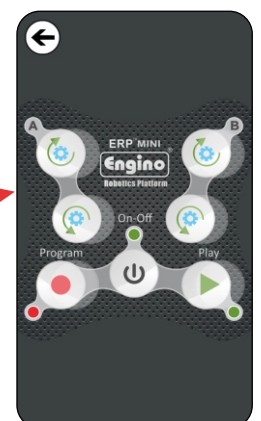 A
B
ERP MINI
Engino®
Robotics Platform
On-Off
Program
Play